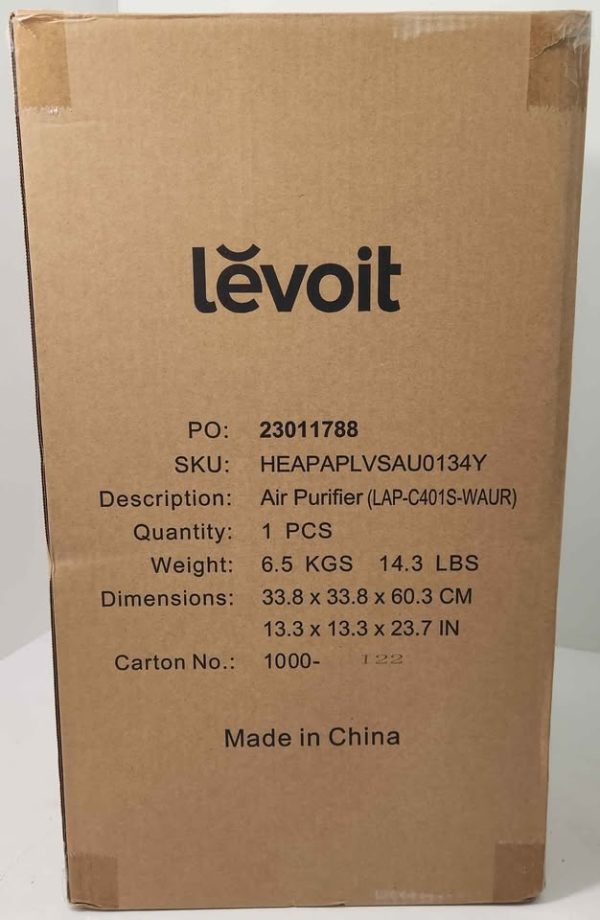 lĕvoit
PO: 23011788
SKU: HEAPAPLVSAU0134Y
Description: Air Purifier (LAP-C401S-WAUR)
Quantity: 1 PCS
Weight: 6.5 KGS 14.3 LBS
Dimensions: 33.8 x 33.8 x 60.3 CM
13.3 x 13.3 x 23.7 IN
Carton No.: 1000- 122
Made in China